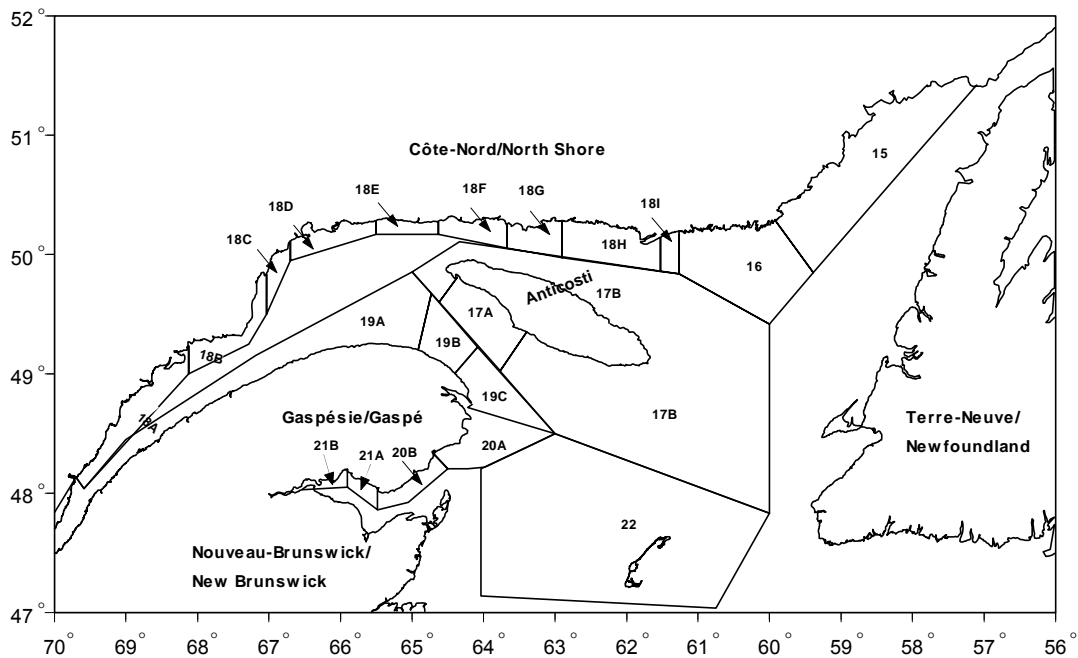 52°
51°
50°
49°
48°
47°
Côte-Nord/North Shore
15
18E
18F
18G
18D
18I
18C
18H
16
Anticosti
17B
17A
19A
19B
18B
19C
17B
18A
Gaspésie/Gaspé
Terre-Neuve/
Newfoundland
21B
21A
20B
20A
22
Nouveau-Brunswick/
New Brunswick
70° 69° 68° 67° 66° 65° 64° 63° 62° 61° 60° 59° 58° 57° 56°